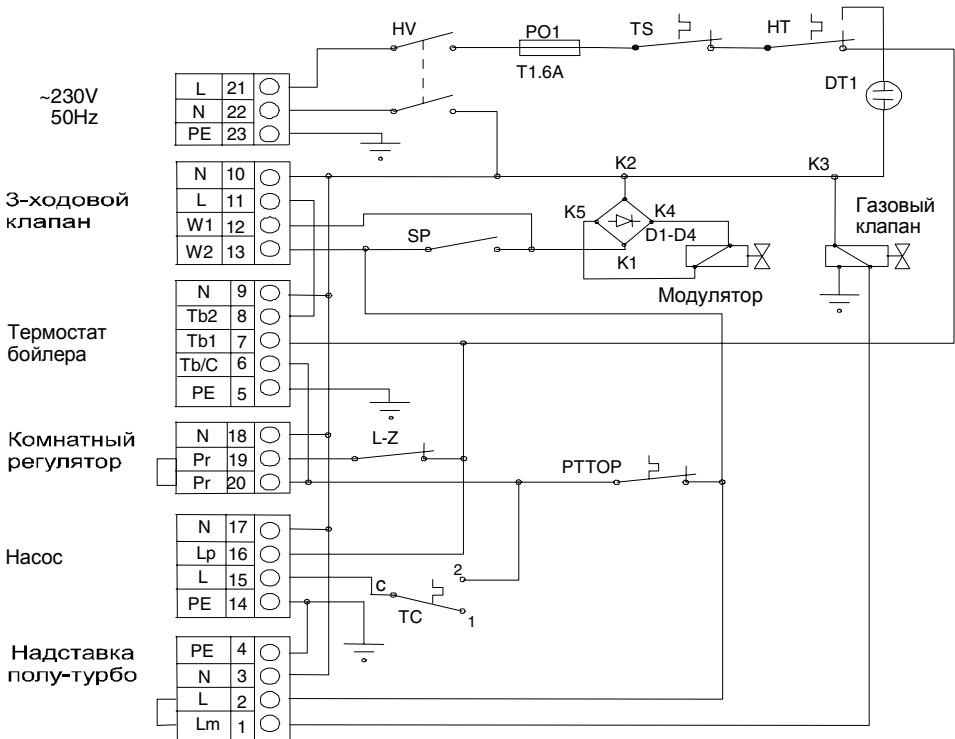 HV
PO1
T1.6A
TS
HT
DT1
~230V
50Hz
L 21
N 22
PE 23
3-ходовой
клапан
N 10
L 11
W1 12
W2 13
SP
K2
K3
K5
K4
D1-D4
K1
Модулятор
Газовый
клапан
Термостат
бойлера
N 9
Tb2 8
Tb1 7
Tb/C 6
PE 5
Комнатный
регулятор
N 18
Pr 19
Pr 20
L-Z
PTTOP
Насос
N 17
Lp 16
L 15
PE 14
C
TC
2
1
Надставка
полу-турбо
PE 4
N 3
L 2
Lm 1